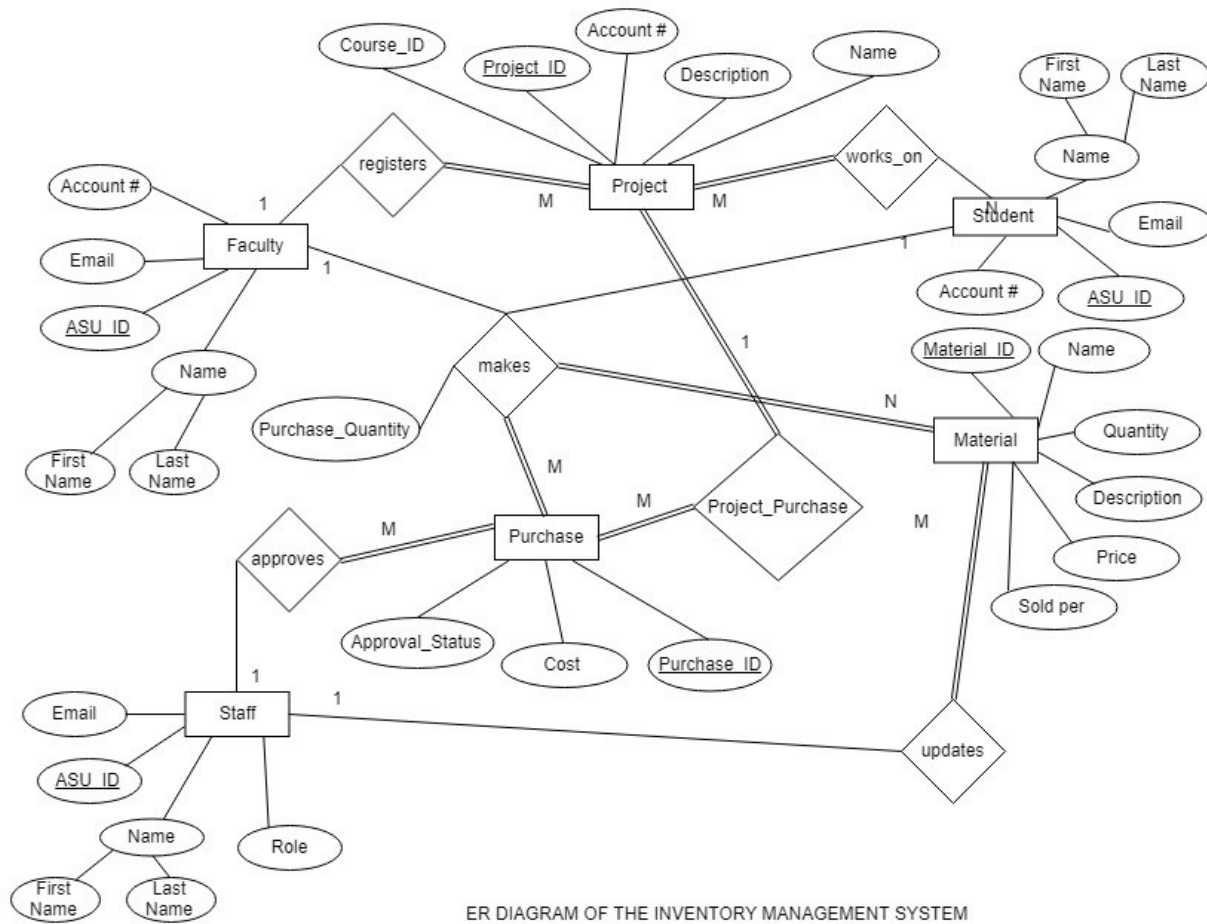 Account #
Course_ID
Project_ID
Description
Name
First
Name
Last
Name
registers
works_on
Name
Account #
Project
M
M
1
N
Student
Email
Faculty
1
1
Email
Account #
ASU_ID
ASU_ID
Material_ID
Name
1
makes
Name
N
Purchase_Quantity
Quantity
Material
First
Name
Last
Name
M
M
Description
M
Project_Purchase
M
Purchase
approves
Price
Sold per
Approval_Status
Cost
Purchase_ID
1
1
Email
Staff
updates
ASU_ID
Name
Role
First
Name
Last
Name
ER DIAGRAM OF THE INVENTORY MANAGEMENT SYSTEM